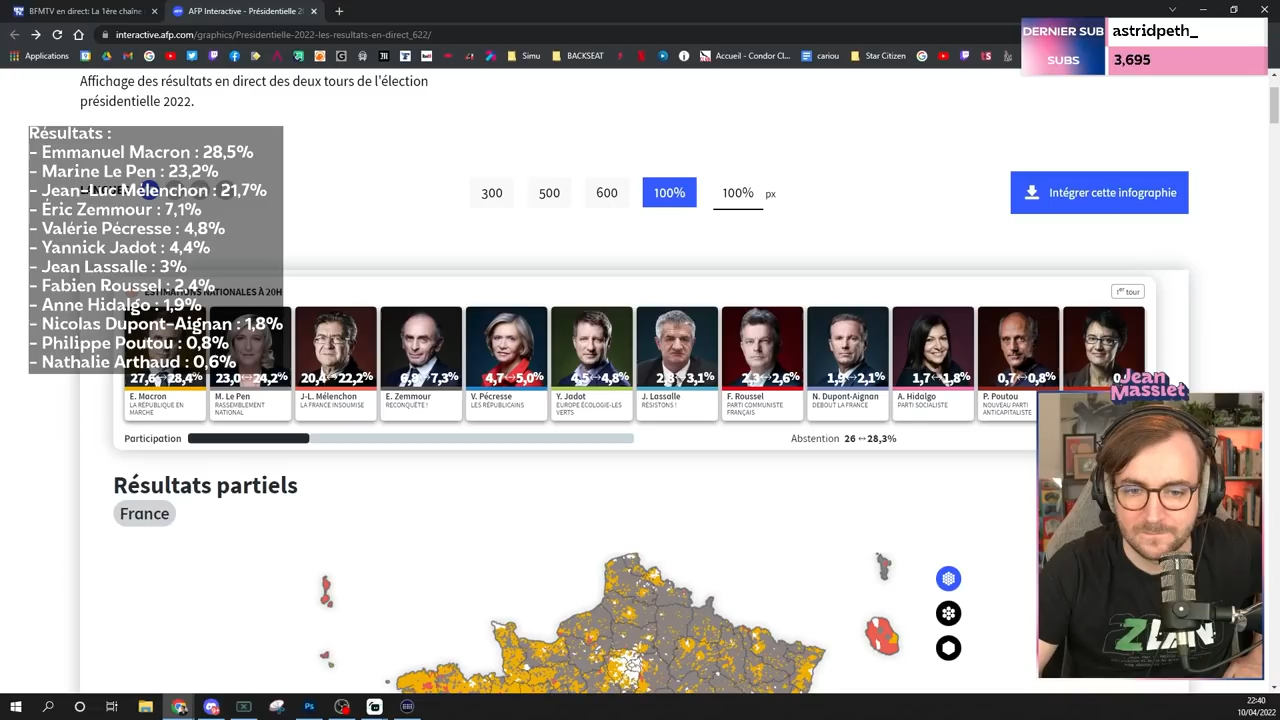 BFMTV en direct: La 1ère chaîne
AFP Interactive - Présidentielle 2
interactive.afp.com/graphics/Presidentielle-2022-les-resultats-en-direct_622/
Applications
Simu
BACKSEAT
Accueil - Condor Cl...
cariou
Star Citizen
DERNIER SUB
astridpeth_
SUBS
3,695
Affichage des résultats en direct des deux tours de l'élection
présidentielle 2022.
Résultats :
- Emmanuel Macron : 28,5%
- Marine Le Pen : 23,2%
- Jean-Luc Mélenchon : 21,7%
- Éric Zemmour : 7,1%
- Valérie Pécresse : 4,8%
- Yannick Jadot : 4,4%
- Jean Lassalle : 3%
- Fabien Roussel : 2,4%
- Anne Hidalgo : 1,9%
- Nicolas Dupont-Aignan : 1,8%
- Philippe Poutou : 0,8%
- Nathalie Arthaud : 0,6%
300
500
600
100%
100% px
Intégrer cette infographie
ESTIMATIONS NATIONALES À 20H
1er tour
27,6↔28,4%
23,0↔24,2%
20,4↔22,2%
6,8↔7,3%
4,7↔5,0%
4,5↔4,8%
2,8↔3,1%
2,3↔2,6%
1,9↔2,1%
1,7↔1,8%
0,7↔0,8%
E. Macron
LA RÉPUBLIQUE EN
MARCHE
M. Le Pen
RASSEMBLEMENT
NATIONAL
J-L. Mélenchon
LA FRANCE INSOUMISE
E. Zemmour
RECONQUÊTE !
V. Pécresse
LES RÉPUBLICAINS
Y. Jadot
EUROPE ÉCOLOGIE-LES
VERTS
J. Lassalle
RÉSISTONS !
F. Roussel
PARTI COMMUNISTE
FRANÇAIS
N. Dupont-Aignan
DEBOUT LA FRANCE
A. Hidalgo
PARTI SOCIALISTE
P. Poutou
NOUVEAU PARTI
ANTICAPITALISTE
Jean
Massiet
Participation
Abstention 26 ↔28,3%
Résultats partiels
France
ZLAN
22:40
10/04/2022